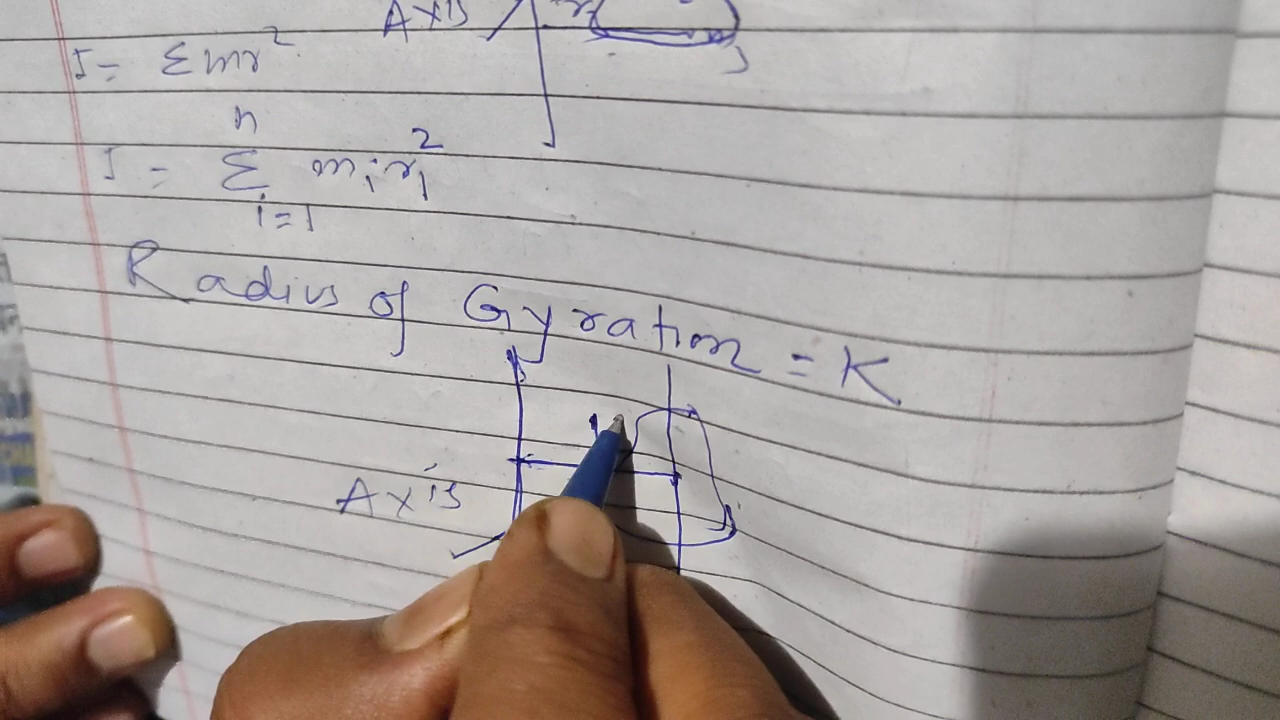 Axis r
I = Σmr²
n
I = Σ mᵢrᵢ²
i=1
Radius of Gyration = K
Axis